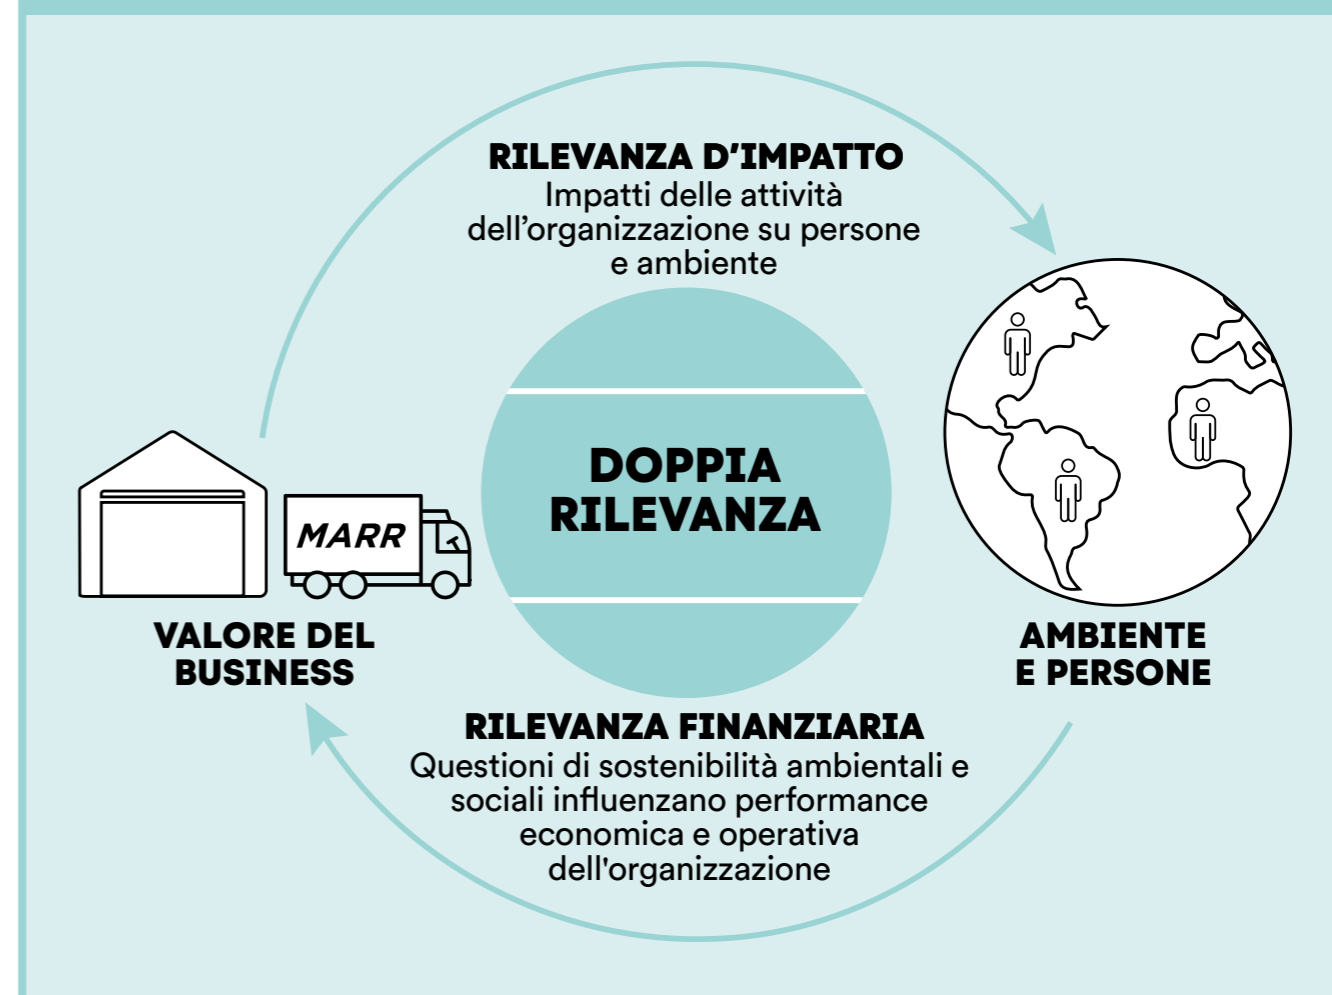 RILEVANZA D’IMPATTO
Impatti delle attività
dell’organizzazione su persone
e ambiente
DOPPIA
RILEVANZA
MARR
VALORE DEL
BUSINESS
AMBIENTE
E PERSONE
RILEVANZA FINANZIARIA
Questioni di sostenibilità ambientali e
sociali influenzano performance
economica e operativa
dell'organizzazione